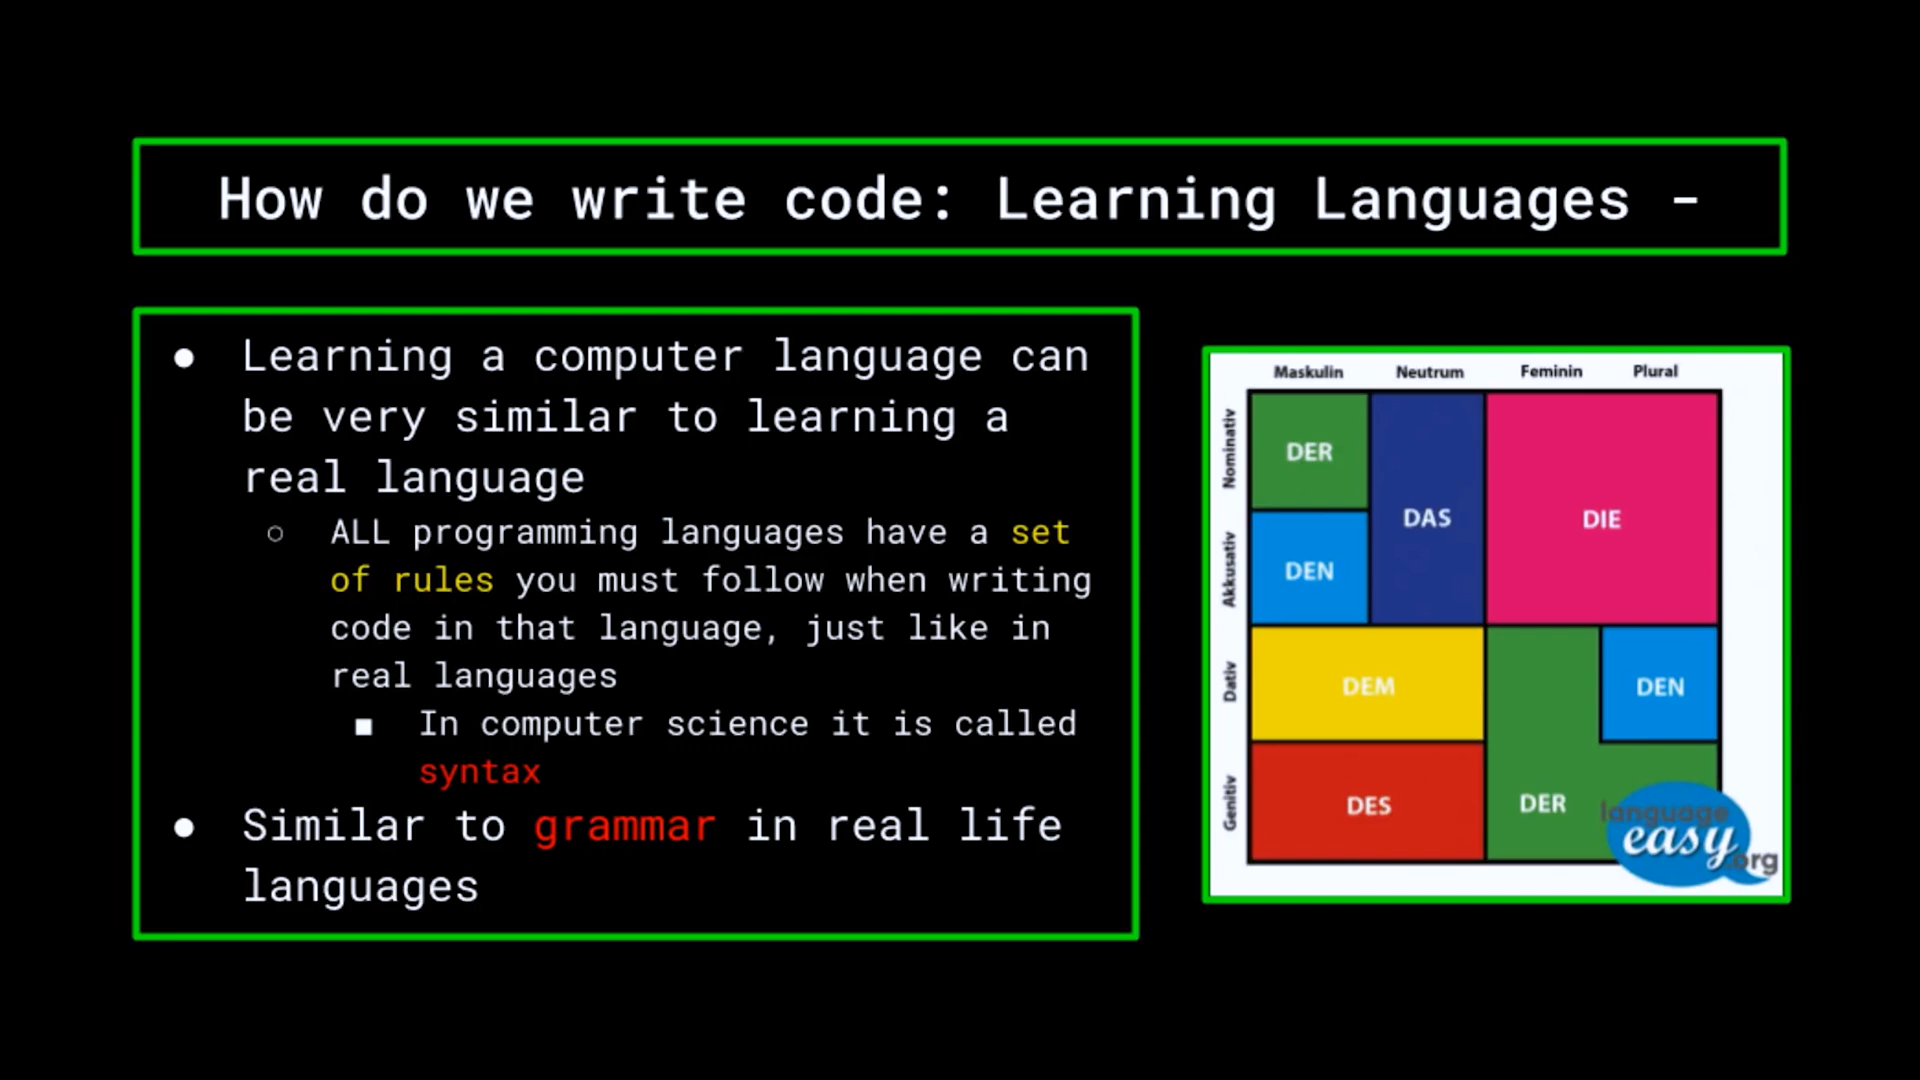 How do we write code: Learning Languages -
● Learning a computer language can
be very similar to learning a
real language
○ ALL programming languages have a set
of rules you must follow when writing
code in that language, just like in
real languages
■ In computer science it is called
syntax
● Similar to grammar in real life
languages
Maskulin Neutrum Feminin Plural
Nominativ
DER
DAS
DIE
Akkusativ
DEN
Dativ
DEM
DEN
Genitiv
DES
DER
language
easy
.org